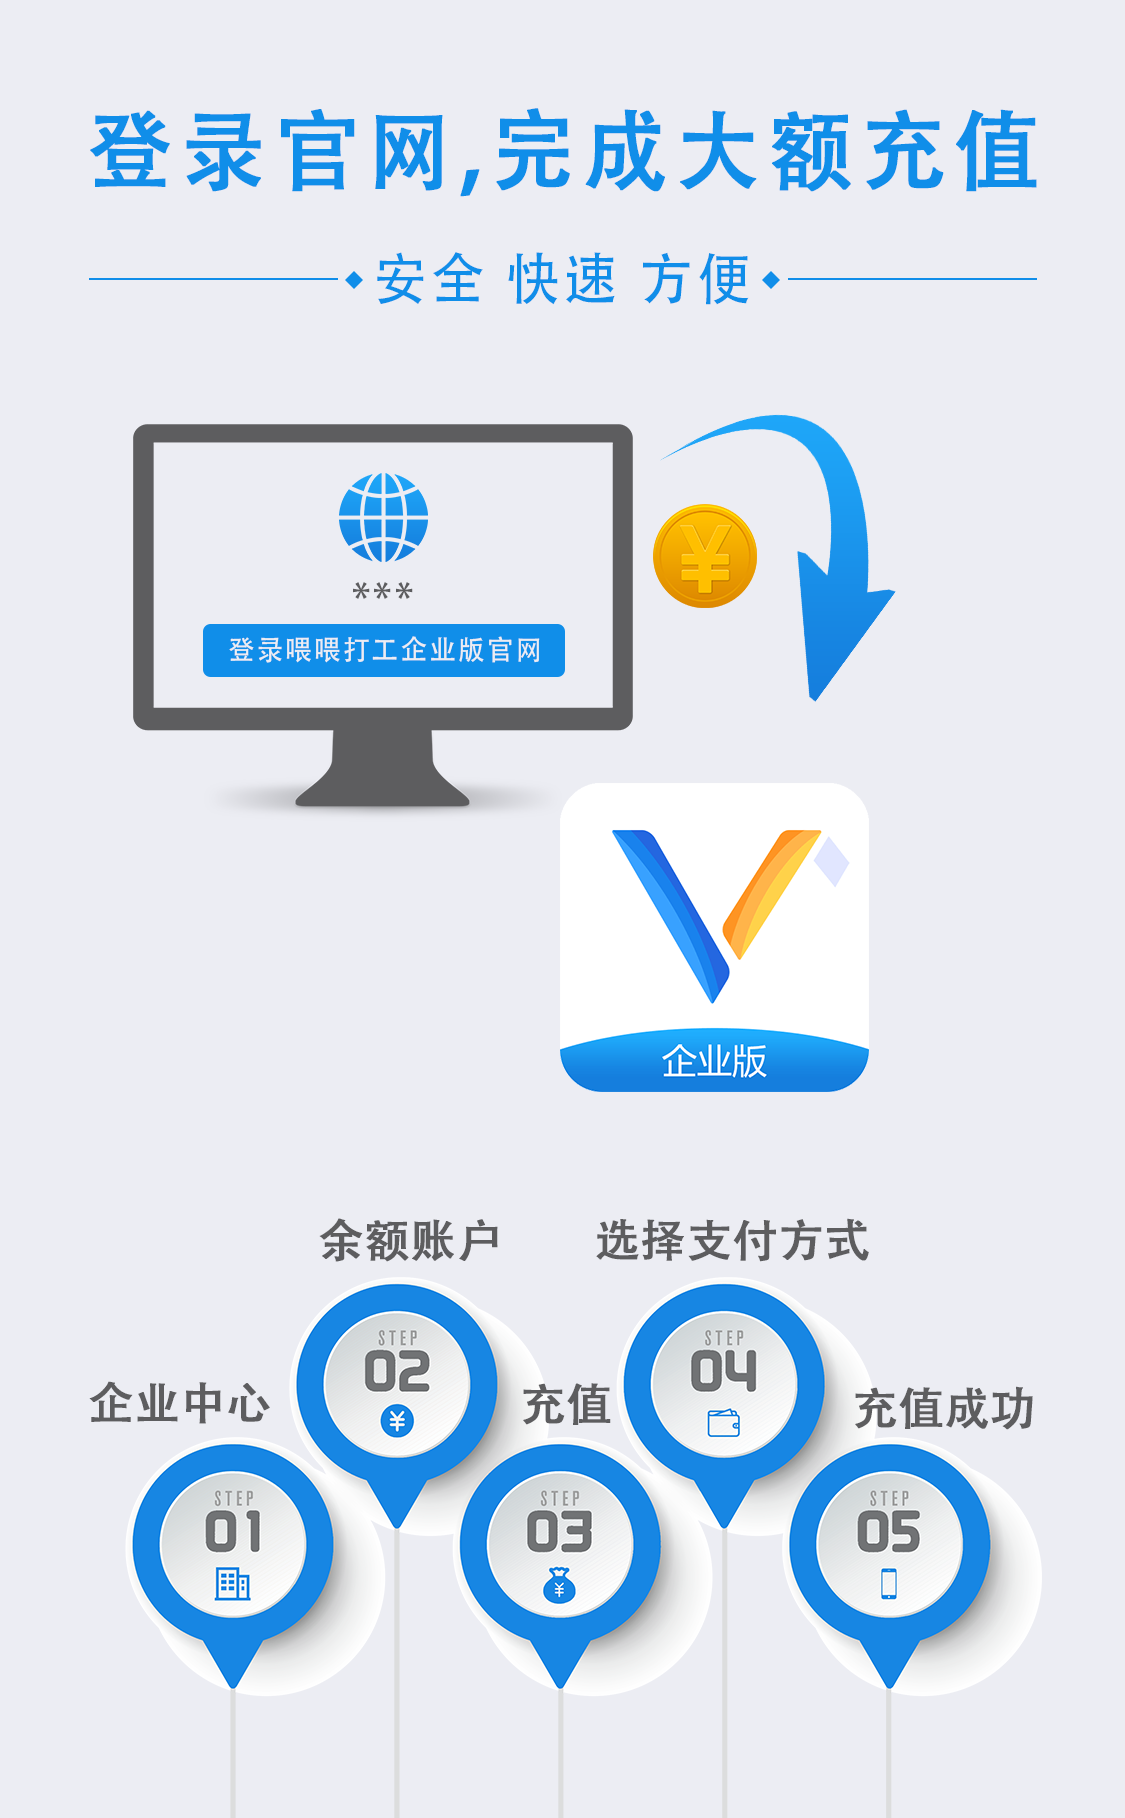 登录官网,完成大额充值
安全 快速 方便
***
登录喂喂打工企业版官网
¥
企业版
企业中心
STEP
01
余额账户
STEP
02
¥
充值
STEP
03
¥
选择支付方式
STEP
04
充值成功
STEP
05